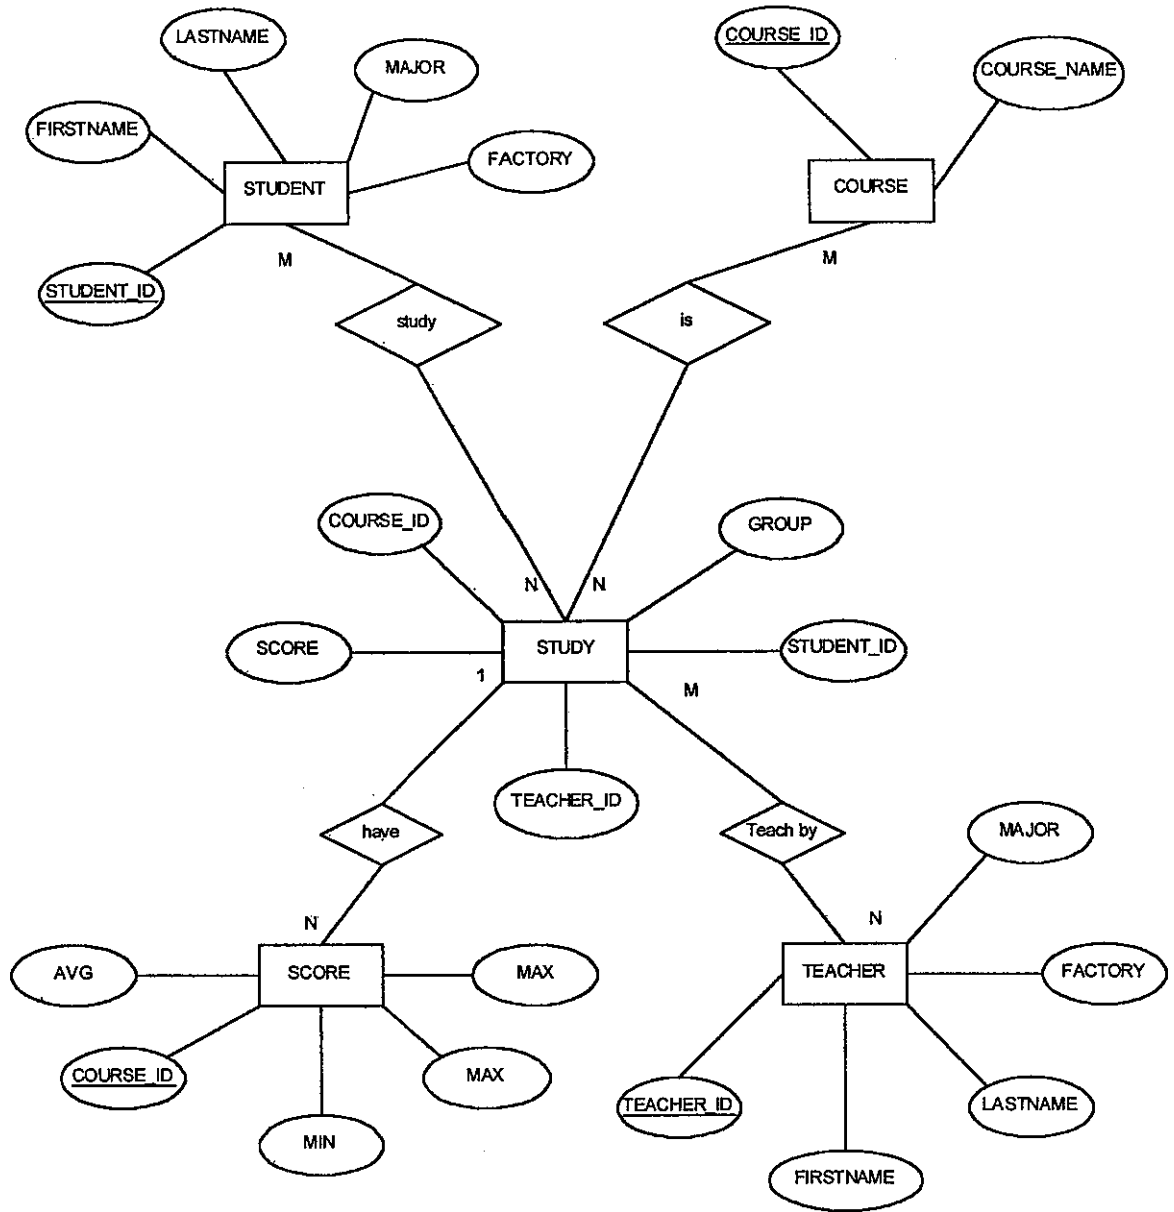 LASTNAME
COURSE_ID
MAJOR
COURSE_NAME
FIRSTNAME
FACTORY
STUDENT
COURSE
M
M
STUDENT_ID
study
is
COURSE_ID
GROUP
N
N
SCORE
STUDY
STUDENT_ID
1
M
TEACHER_ID
have
Teach by
MAJOR
N
N
AVG
SCORE
MAX
TEACHER
FACTORY
COURSE_ID
MAX
TEACHER_ID
LASTNAME
MIN
FIRSTNAME